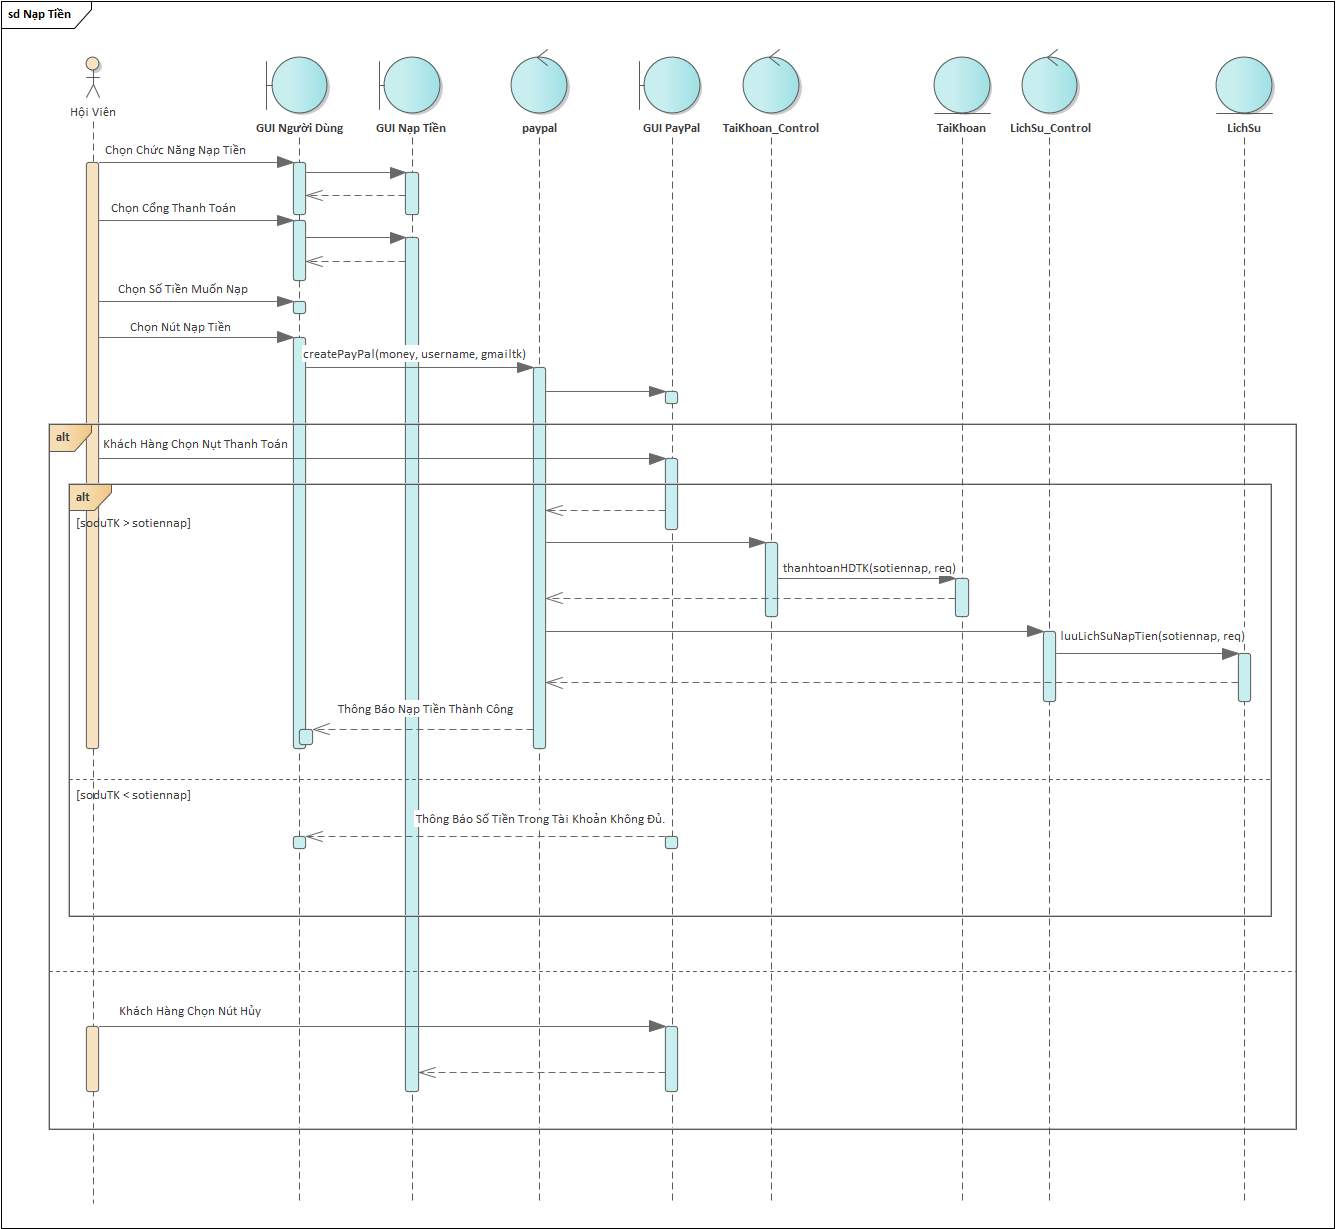 sd Nạp Tiền
Hội Viên
GUI Người Dùng
GUI Nạp Tiền
paypal
GUI PayPal
TaiKhoan_Control
TaiKhoan
LichSu_Control
LichSu
Chọn Chức Năng Nạp Tiền
Chọn Cổng Thanh Toán
Chọn Số Tiền Muốn Nạp
Chọn Nút Nạp Tiền
createPayPal(money, username, gmailtk)
alt
Khách Hàng Chọn Nụt Thanh Toán
alt
[soduTK > sotiennap]
thanhtoanHDTK(sotiennap, req)
luuLichSuNapTien(sotiennap, req)
Thông Báo Nạp Tiền Thành Công
[soduTK < sotiennap]
Thông Báo Số Tiền Trong Tài Khoản Không Đủ.
Khách Hàng Chọn Nút Hủy